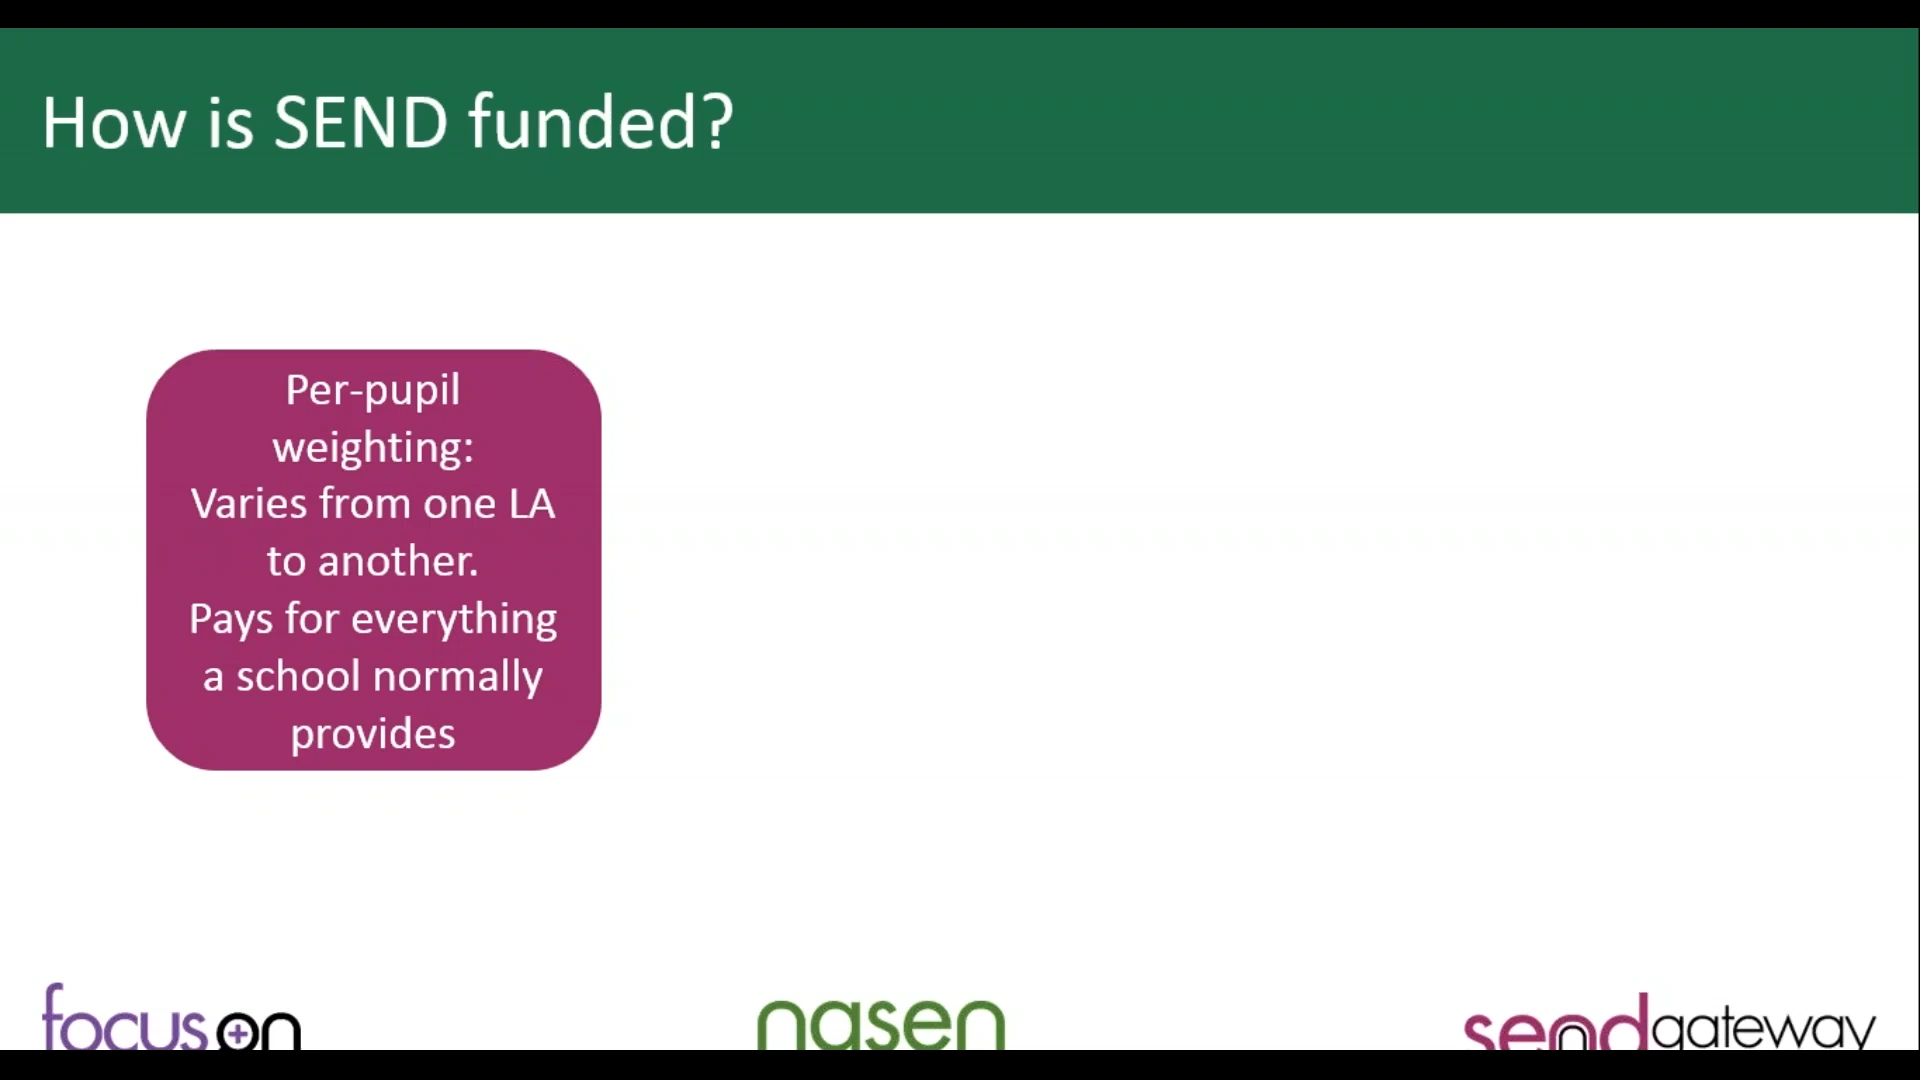 How is SEND funded?
Per-pupil
weighting:
Varies from one LA
to another.
Pays for everything
a school normally
provides
focus on
nasen
sendgateway